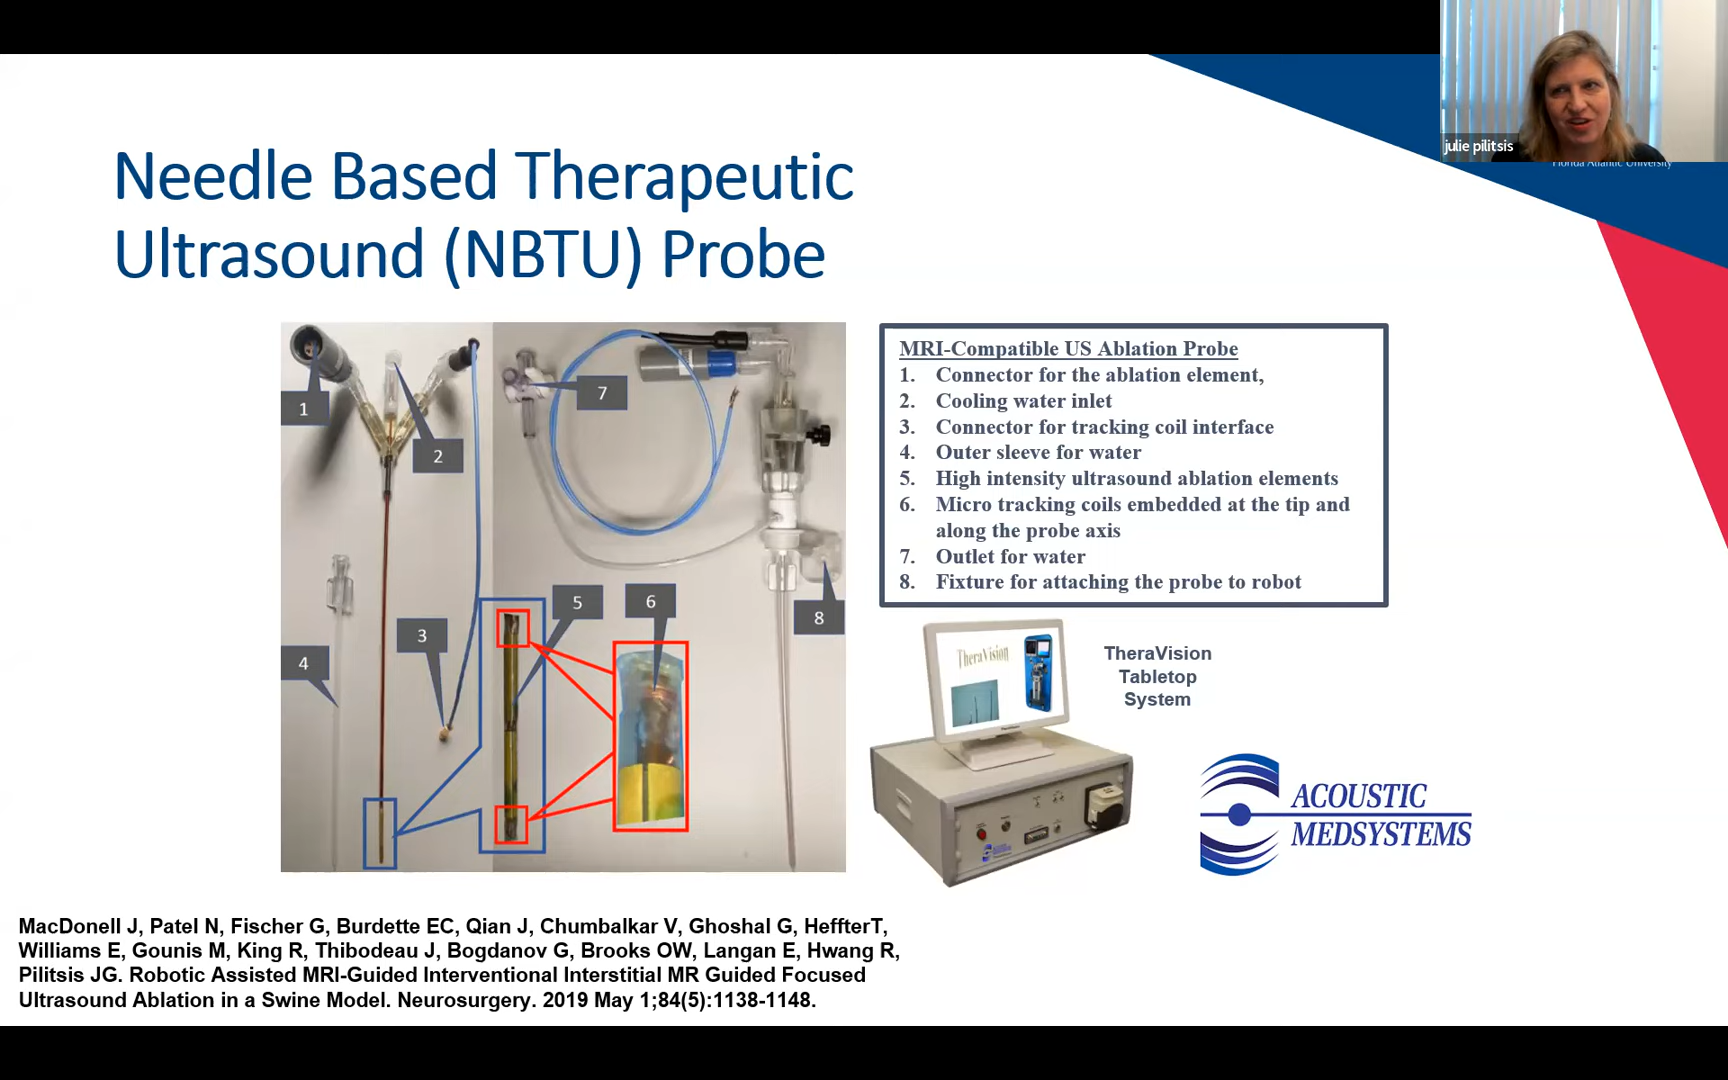 julie pilitsis
Florida Atlantic University
Needle Based Therapeutic
Ultrasound (NBTU) Probe
1
2
3
4
5
6
7
8
MRI-Compatible US Ablation Probe
1. Connector for the ablation element,
2. Cooling water inlet
3. Connector for tracking coil interface
4. Outer sleeve for water
5. High intensity ultrasound ablation elements
6. Micro tracking coils embedded at the tip and
along the probe axis
7. Outlet for water
8. Fixture for attaching the probe to robot
TheraVision
TheraVision
Tabletop
System
ACOUSTIC
MEDSYSTEMS
MacDonell J, Patel N, Fischer G, Burdette EC, Qian J, Chumbalkar V, Ghoshal G, HeffterT,
Williams E, Gounis M, King R, Thibodeau J, Bogdanov G, Brooks OW, Langan E, Hwang R,
Pilitsis JG. Robotic Assisted MRI-Guided Interventional Interstitial MR Guided Focused
Ultrasound Ablation in a Swine Model. Neurosurgery. 2019 May 1;84(5):1138-1148.